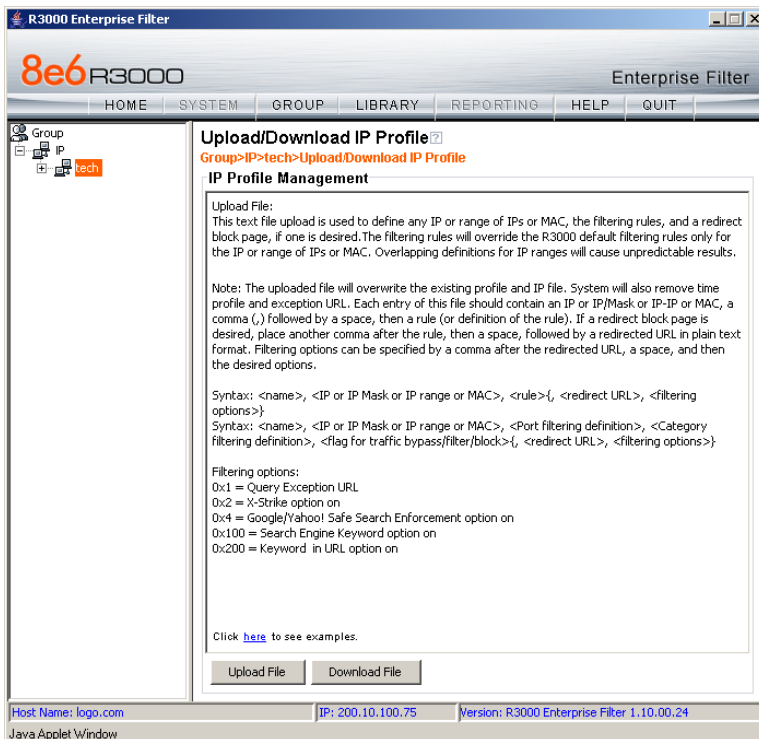 R3000 Enterprise Filter
8e6 R3000
Enterprise Filter
HOME SYSTEM GROUP LIBRARY REPORTING HELP QUIT
Group
IP
tech
Upload/Download IP Profile
Group>IP>tech>Upload/Download IP Profile
IP Profile Management
Upload File:
This text file upload is used to define any IP or range of IPs or MAC, the filtering rules, and a redirect
block page, if one is desired.The filtering rules will override the R3000 default filtering rules only for
the IP or range of IPs or MAC. Overlapping definitions for IP ranges will cause unpredictable results.
Note: The uploaded file will overwrite the existing profile and IP file. System will also remove time
profile and exception URL. Each entry of this file should contain an IP or IP/Mask or IP-IP or MAC, a
comma (,) followed by a space, then a rule (or definition of the rule). If a redirect block page is
desired, place another comma after the rule, then a space, followed by a redirected URL in plain text
format. Filtering options can be specified by a comma after the redirected URL, a space, and then
the desired options.
Syntax: <name>, <IP or IP Mask or IP range or MAC>, <rule>{, <redirect URL>, <filtering
options>}
Syntax: <name>, <IP or IP Mask or IP range or MAC>, <Port filtering definition>, <Category
filtering definition>, <flag for traffic bypass/filter/block>{, <redirect URL>, <filtering options>}
Filtering options:
0x1 = Query Exception URL
0x2 = X-Strike option on
0x4 = Google/Yahoo! Safe Search Enforcement option on
0x100 = Search Engine Keyword option on
0x200 = Keyword in URL option on
Click here to see examples.
Upload File Download File
Host Name: logo.com IP: 200.10.100.75 Version: R3000 Enterprise Filter 1.10.00.24
Java Applet Window